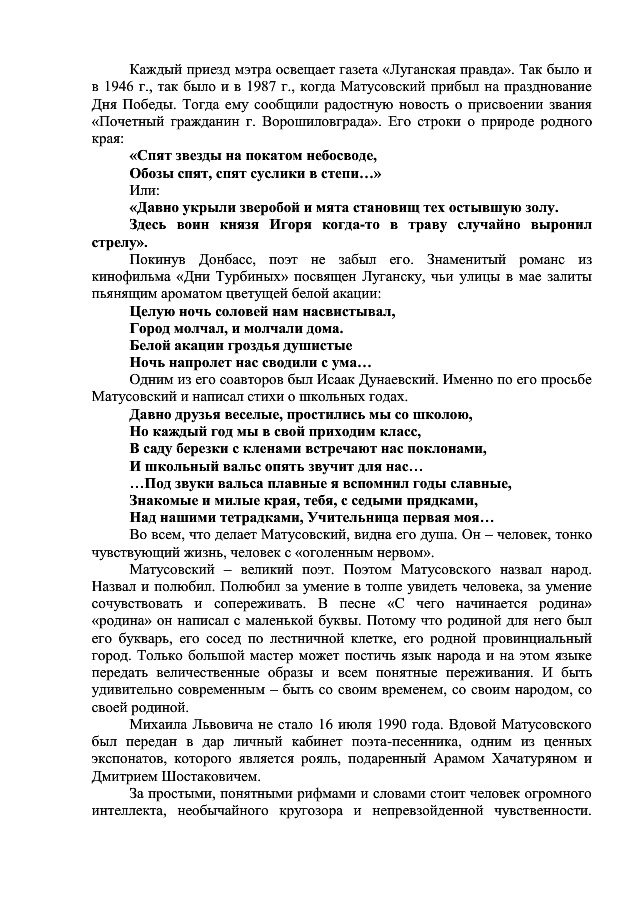 Каждый приезд мэтра освещает газета «Луганская правда». Так было и
в 1946 г., так было и в 1987 г., когда Матусовский прибыл на празднование
Дня Победы. Тогда ему сообщили радостную новость о присвоении звания
«Почетный гражданин г. Ворошиловграда». Его строки о природе родного
края:
«Спят звезды на покатом небосводе,
Обозы спят, спят суслики в степи…»
Или:
«Давно укрыли зверобой и мята становищ тех остывшую золу.
Здесь воин князя Игоря когда-то в траву случайно выронил
стрелу».
Покинув Донбасс, поэт не забыл его. Знаменитый романс из
кинофильма «Дни Турбиных» посвящен Луганску, чьи улицы в мае залиты
пьянящим ароматом цветущей белой акации:
Целую ночь соловей нам насвистывал,
Город молчал, и молчали дома.
Белой акации гроздья душистые
Ночь напролет нас сводили с ума…
Одним из его соавторов был Исаак Дунаевский. Именно по его просьбе
Матусовский и написал стихи о школьных годах.
Давно друзья веселые, простились мы со школою,
Но каждый год мы в свой приходим класс,
В саду березки с кленами встречают нас поклонами,
И школьный вальс опять звучит для нас…
…Под звуки вальса плавные я вспомнил годы славные,
Знакомые и милые края, тебя, с седыми прядками,
Над нашими тетрадками, Учительница первая моя…
Во всем, что делает Матусовский, видна его душа. Он – человек, тонко
чувствующий жизнь, человек с «оголенным нервом».
Матусовский – великий поэт. Поэтом Матусовского назвал народ.
Назвал и полюбил. Полюбил за умение в толпе увидеть человека, за умение
сочувствовать и сопереживать. В песне «С чего начинается родина»
«родина» он написал с маленькой буквы. Потому что родиной для него был
его букварь, его сосед по лестничной клетке, его родной провинциальный
город. Только большой мастер может постичь язык народа и на этом языке
передать величественные образы и всем понятные переживания. И быть
удивительно современным – быть со своим временем, со своим народом, со
своей родиной.
Михаила Львовича не стало 16 июля 1990 года. Вдовой Матусовского
был передан в дар личный кабинет поэта-песенника, одним из ценных
экспонатов, которого является рояль, подаренный Арамом Хачатуряном и
Дмитрием Шостаковичем.
За простыми, понятными рифмами и словами стоит человек огромного
интеллекта, необычайного кругозора и непревзойденной чувственности.